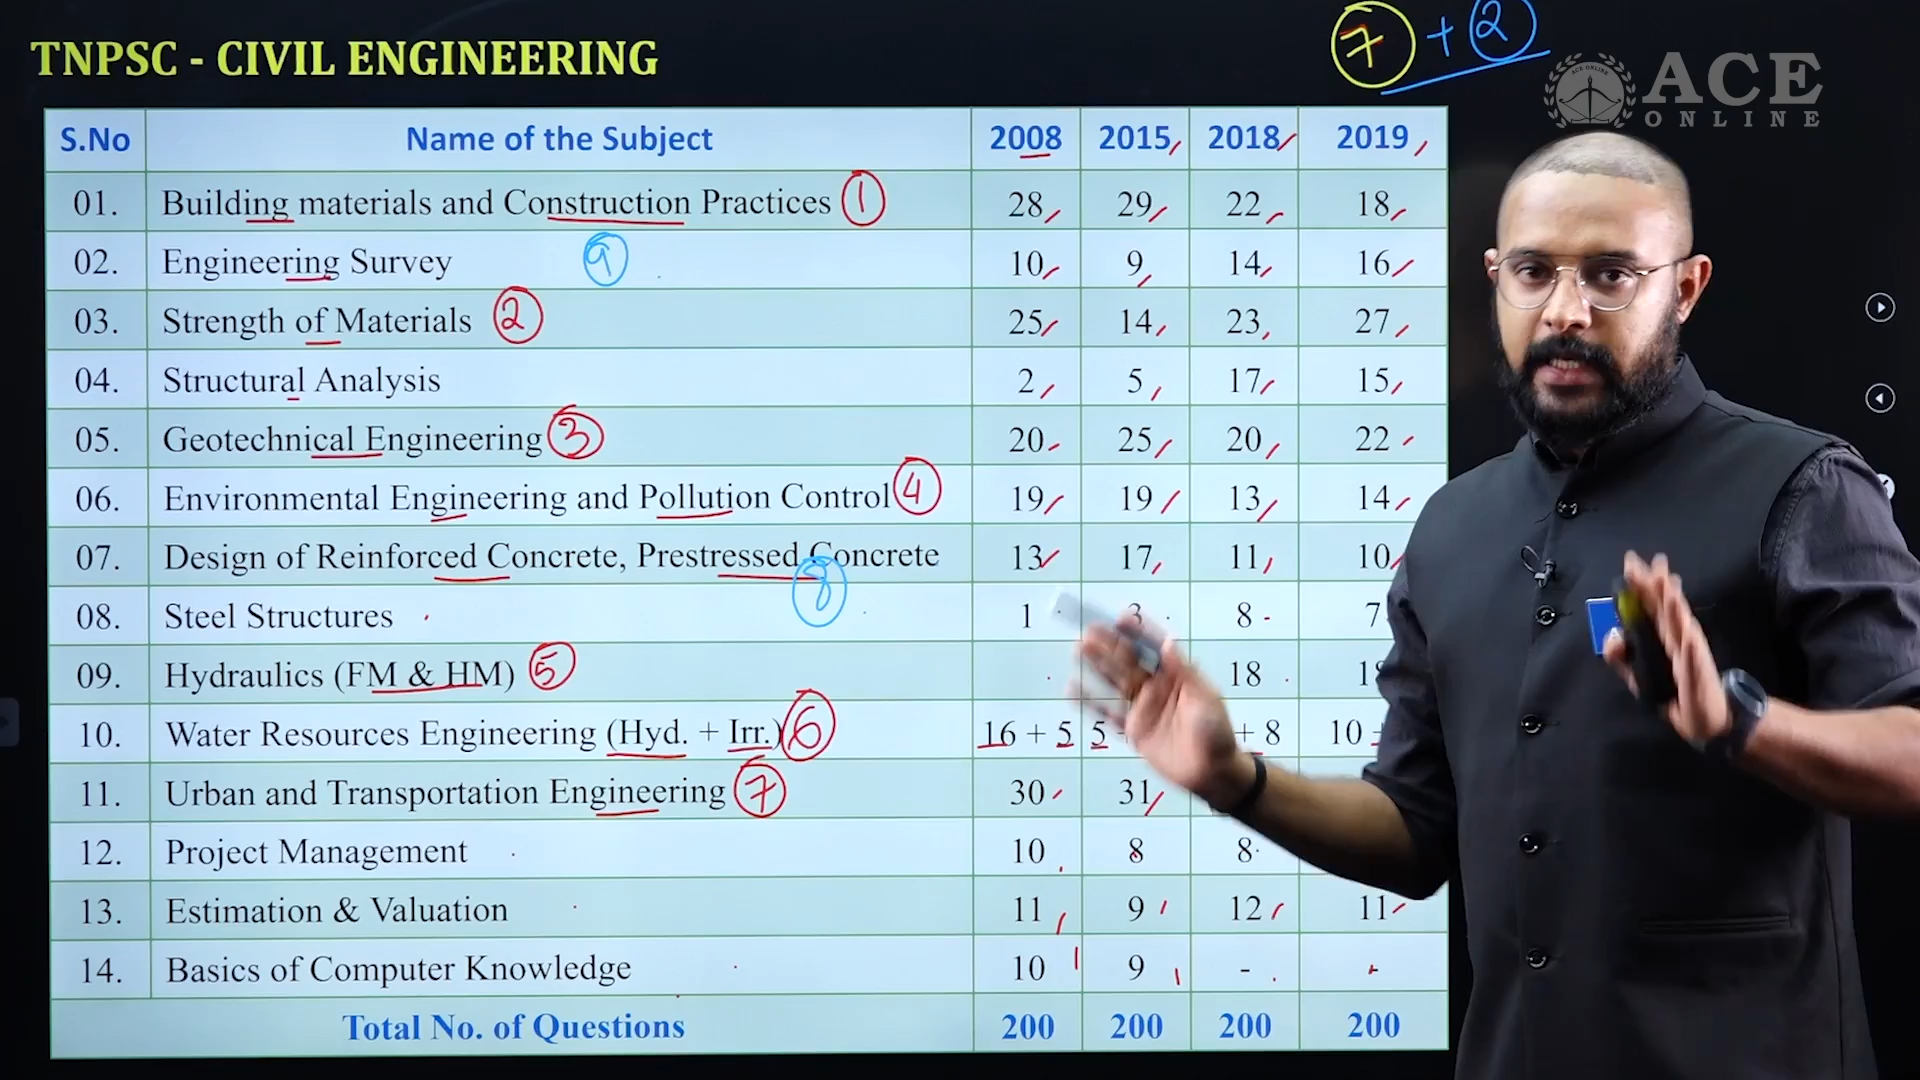 TNPSC - CIVIL ENGINEERING
7 + 2
ACE
ONLINE
S.No Name of the Subject 2008 2015 2018 2019
01. Building materials and Construction Practices 1 28 29 22 18
02. Engineering Survey 9 10 9 14 16
03. Strength of Materials 2 25 14 23 27
04. Structural Analysis 2 5 17 15
05. Geotechnical Engineering 3 20 25 20 22
06. Environmental Engineering and Pollution Control 4 19 19 13 14
07. Design of Reinforced Concrete, Prestressed Concrete 8 13 17 11 10
08. Steel Structures 1 3 8 7
09. Hydraulics (FM & HM) 5 18
10. Water Resources Engineering (Hyd. + Irr.) 6 16 + 5 5 + 8 10
11. Urban and Transportation Engineering 7 30 31
12. Project Management 10 8 8
13. Estimation & Valuation 11 9 12 11
14. Basics of Computer Knowledge 10 9 - -
Total No. of Questions 200 200 200 200